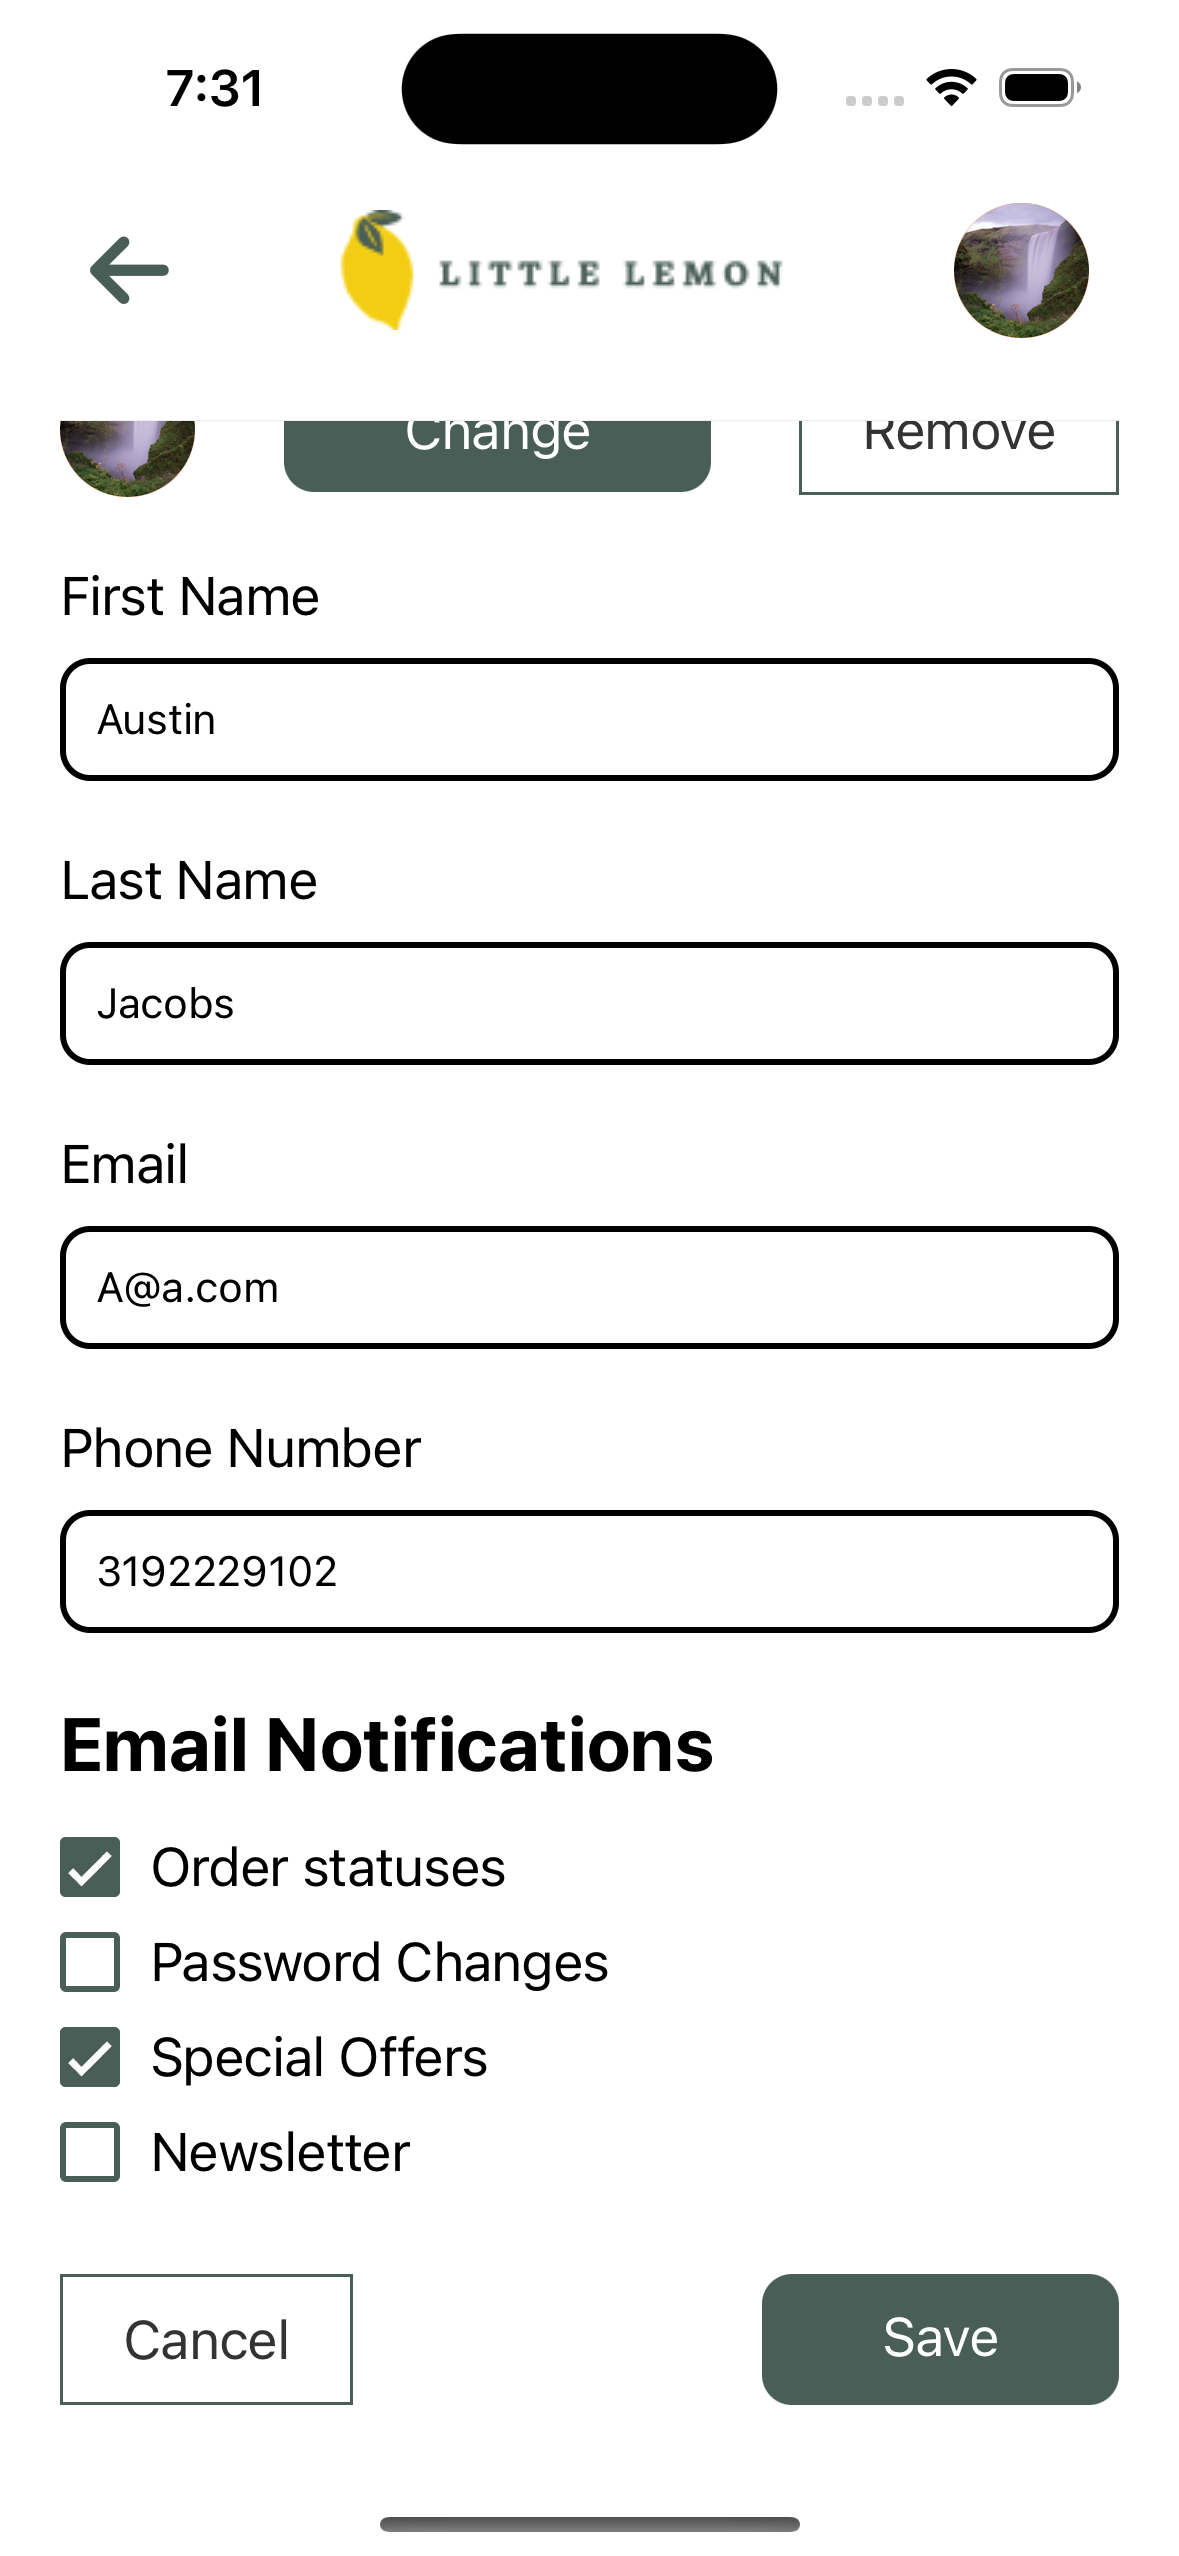 7:31
LITTLE LEMON
Change Remove
First Name
Austin
Last Name
Jacobs
Email
A@a.com
Phone Number
3192229102
Email Notifications
Order statuses
Password Changes
Special Offers
Newsletter
Cancel Save